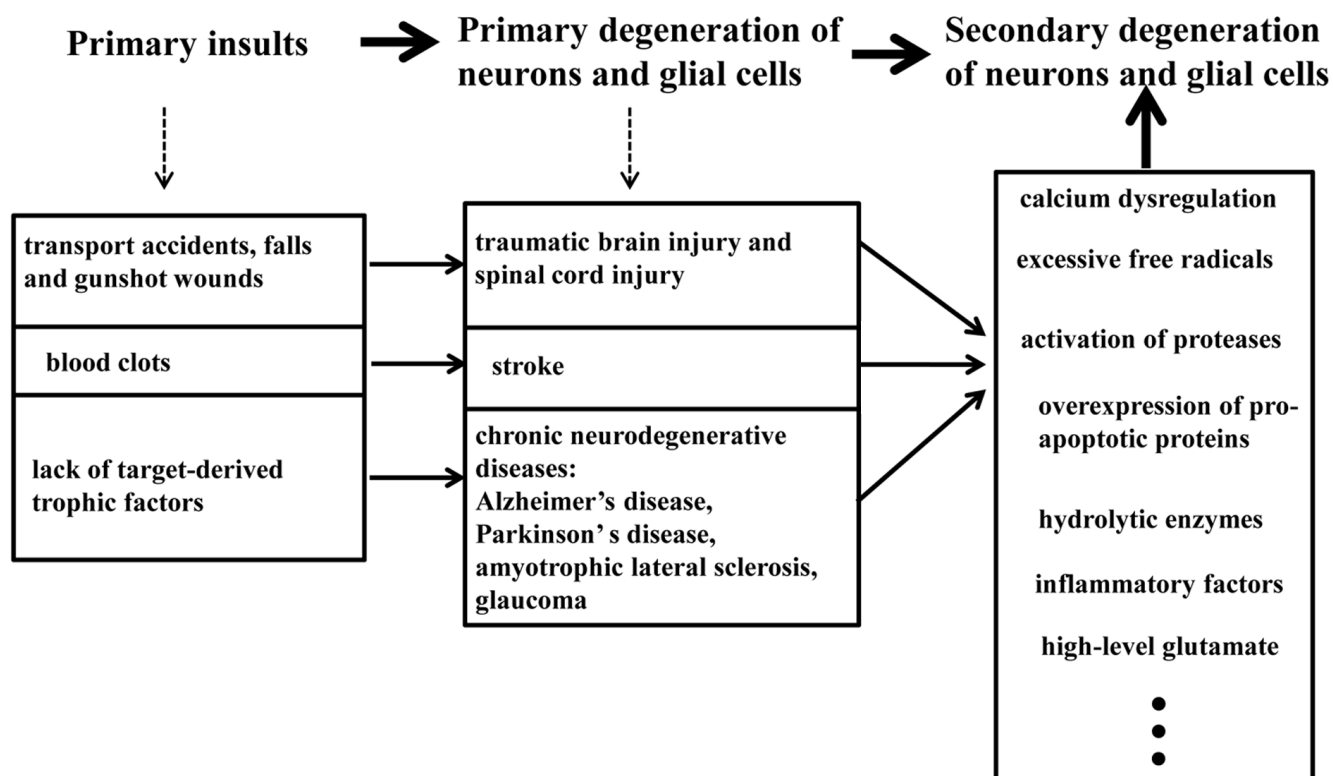 Primary insults
Primary degeneration of
neurons and glial cells
Secondary degeneration
of neurons and glial cells
transport accidents, falls
and gunshot wounds
blood clots
lack of target-derived
trophic factors
traumatic brain injury and
spinal cord injury
stroke
chronic neurodegenerative
diseases:
Alzheimer's disease,
Parkinson's disease,
amyotrophic lateral sclerosis,
glaucoma
calcium dysregulation
excessive free radicals
activation of proteases
overexpression of pro-
apoptotic proteins
hydrolytic enzymes
inflammatory factors
high-level glutamate